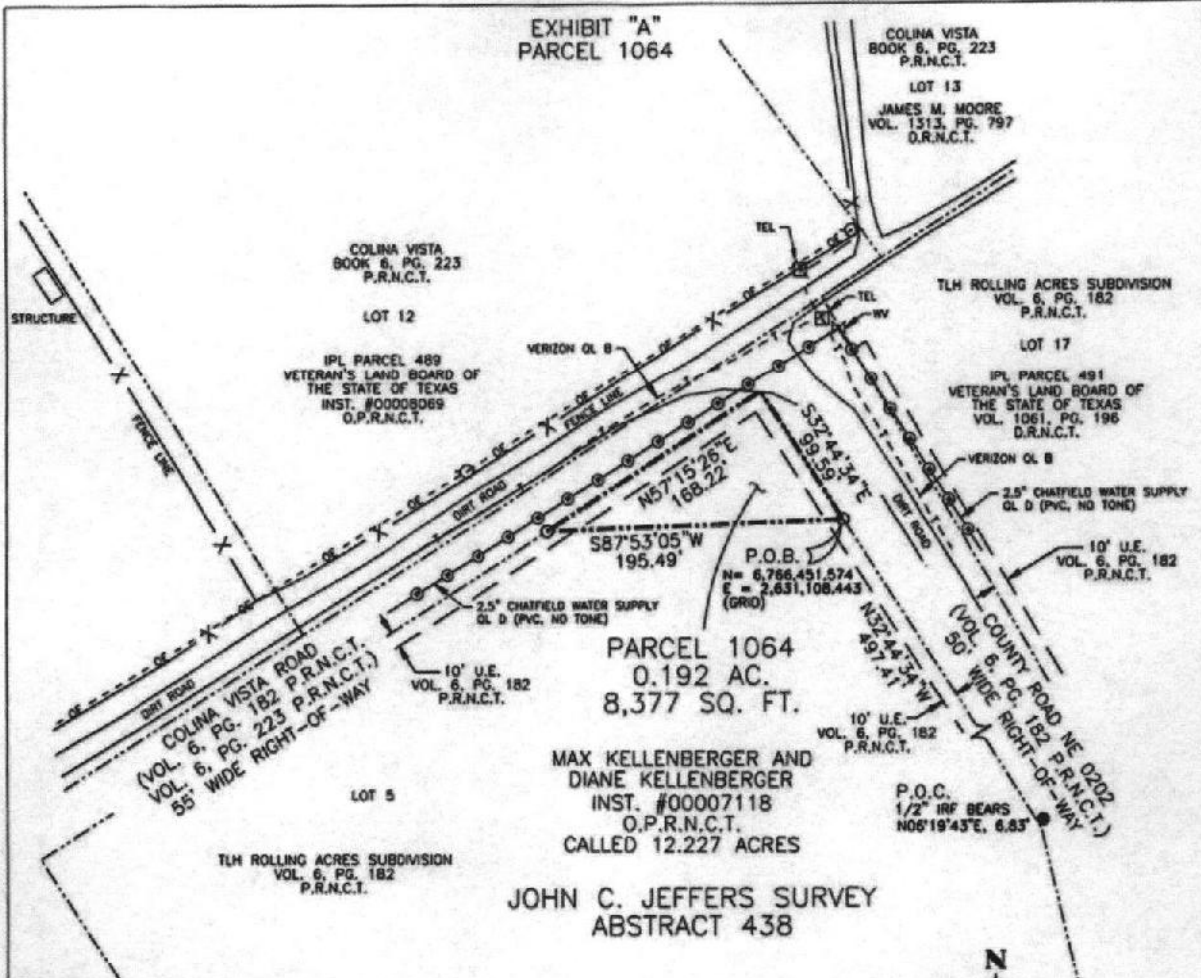 EXHIBIT "A"
PARCEL 1064
COLINA VISTA
BOOK 6, PG. 223
P.R.N.C.T.
LOT 13
JAMES M. MOORE
VOL. 1313, PG. 797
D.R.N.C.T.
TEL
COLINA VISTA
BOOK 6, PG. 223
P.R.N.C.T.
LOT 12
IPL PARCEL 489
VETERAN'S LAND BOARD OF
THE STATE OF TEXAS
INST. #00008069
O.P.R.N.C.T.
STRUCTURE
FENCE LINE
VERIZON QL B
TEL
WV
TLH ROLLING ACRES SUBDIVISION
VOL. 6, PG. 182
P.R.N.C.T.
LOT 17
IPL PARCEL 491
VETERAN'S LAND BOARD OF
THE STATE OF TEXAS
VOL. 1061, PG. 196
D.R.N.C.T.
VERIZON QL B
2.5" CHATFIELD WATER SUPPLY
QL D (PVC, NO TONE)
10' U.E.
VOL. 6, PG. 182
P.R.N.C.T.
OE OE OE OE OE OE OE OE
FENCE LINE
DIRT ROAD
DIRT ROAD
DIRT ROAD
N57°15'26"E
168.22'
S32°44'34"E
99.59'
S87°53'05"W
195.49'
P.O.B.
N= 6,766,451.574
E = 2,631,108.443
(GRID)
2.5" CHATFIELD WATER SUPPLY
QL D (PVC, NO TONE)
10' U.E.
VOL. 6, PG. 182
P.R.N.C.T.
COLINA VISTA ROAD
(VOL. 6, PG. 182 P.R.N.C.T.
VOL. 6, PG. 223 P.R.N.C.T.)
55' WIDE RIGHT-OF-WAY
PARCEL 1064
0.192 AC.
8,377 SQ. FT.
N32°44'34"W
497.41'
10' U.E.
VOL. 6, PG. 182
P.R.N.C.T.
COUNTY ROAD NE 0202
(VOL. 6, PG. 182 P.R.N.C.T.)
50' WIDE RIGHT-OF-WAY
MAX KELLENBERGER AND
DIANE KELLENBERGER
INST. #00007118
O.P.R.N.C.T.
CALLED 12.227 ACRES
P.O.C.
1/2" IRF BEARS
N06°19'43"E, 6.83'
LOT 5
TLH ROLLING ACRES SUBDIVISION
VOL. 6, PG. 182
P.R.N.C.T.
JOHN C. JEFFERS SURVEY
ABSTRACT 438
N